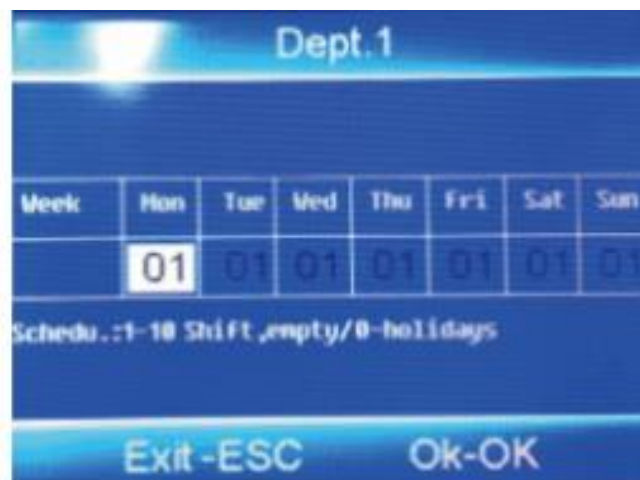 Dept.1
Week Mon Tue Wed Thu Fri Sat Sun
01 01 01 01 01 01 01
Schedu.:1-10 Shift,empty/0-holidays
Exit-ESC Ok-OK